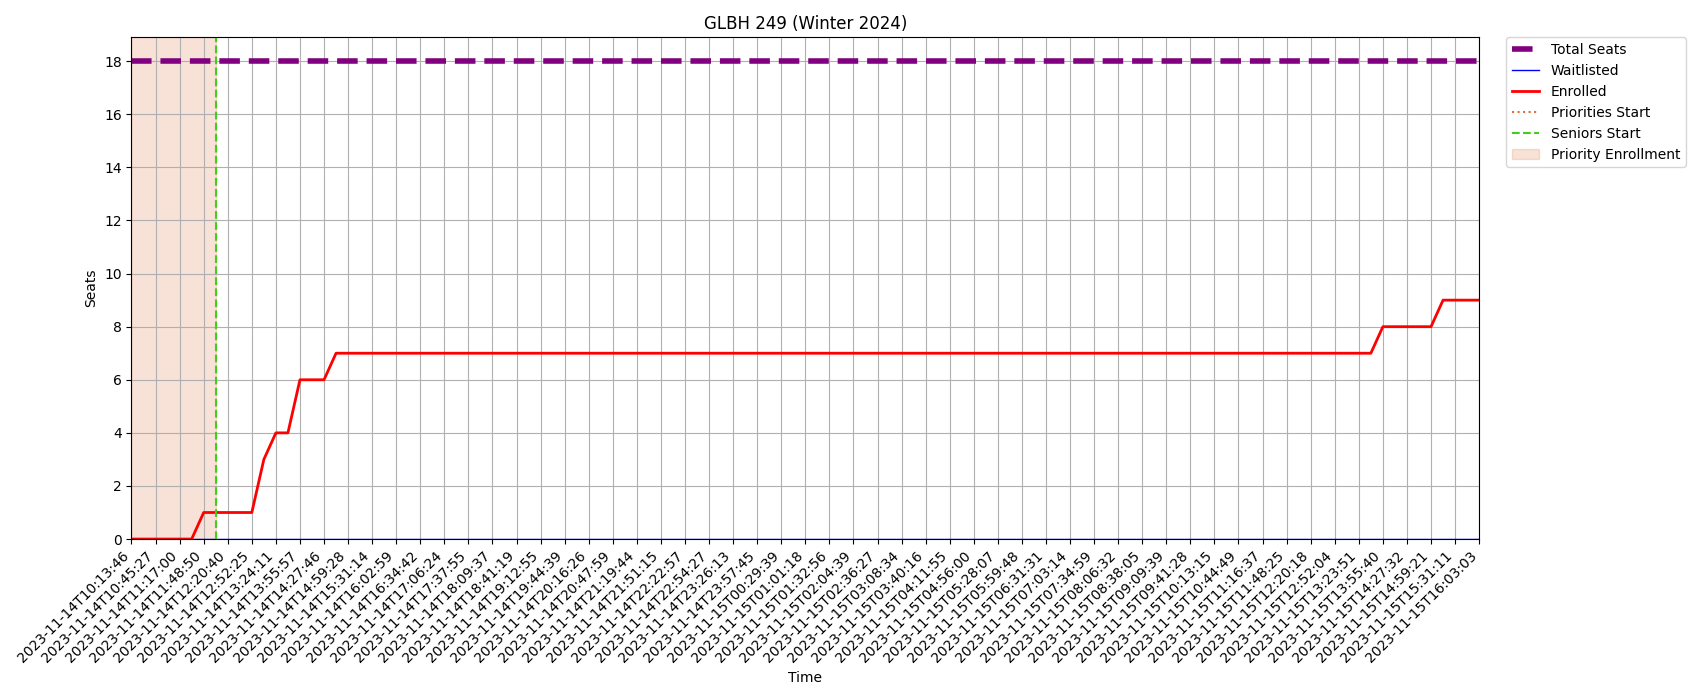 GLBH 249 (Winter 2024)
Total Seats
Waitlisted
Enrolled
Priorities Start
Seniors Start
Priority Enrollment
Seats
18
16
14
12
10
8
6
4
2
0
2023-11-14T10:13:46
2023-11-14T10:45:27
2023-11-14T11:17:00
2023-11-14T11:48:50
2023-11-14T12:20:40
2023-11-14T12:52:25
2023-11-14T13:24:11
2023-11-14T13:55:57
2023-11-14T14:27:46
2023-11-14T14:59:28
2023-11-14T15:31:14
2023-11-14T16:02:59
2023-11-14T16:34:42
2023-11-14T17:06:24
2023-11-14T17:37:55
2023-11-14T18:09:37
2023-11-14T18:41:19
2023-11-14T19:12:55
2023-11-14T19:44:39
2023-11-14T20:16:26
2023-11-14T20:47:59
2023-11-14T21:19:44
2023-11-14T21:51:15
2023-11-14T22:22:57
2023-11-14T22:54:27
2023-11-14T23:26:13
2023-11-14T23:57:45
2023-11-15T00:29:39
2023-11-15T01:01:18
2023-11-15T01:32:56
2023-11-15T02:04:39
2023-11-15T02:36:27
2023-11-15T03:08:34
2023-11-15T03:40:16
2023-11-15T04:11:55
2023-11-15T04:56:00
2023-11-15T05:28:07
2023-11-15T05:59:48
2023-11-15T06:31:31
2023-11-15T07:03:14
2023-11-15T07:34:59
2023-11-15T08:06:32
2023-11-15T08:38:05
2023-11-15T09:09:39
2023-11-15T09:41:28
2023-11-15T10:13:15
2023-11-15T10:44:49
2023-11-15T11:16:37
2023-11-15T11:48:25
2023-11-15T12:20:18
2023-11-15T12:52:04
2023-11-15T13:23:51
2023-11-15T13:55:40
2023-11-15T14:27:32
2023-11-15T14:59:21
2023-11-15T15:31:11
2023-11-15T16:03:03
Time